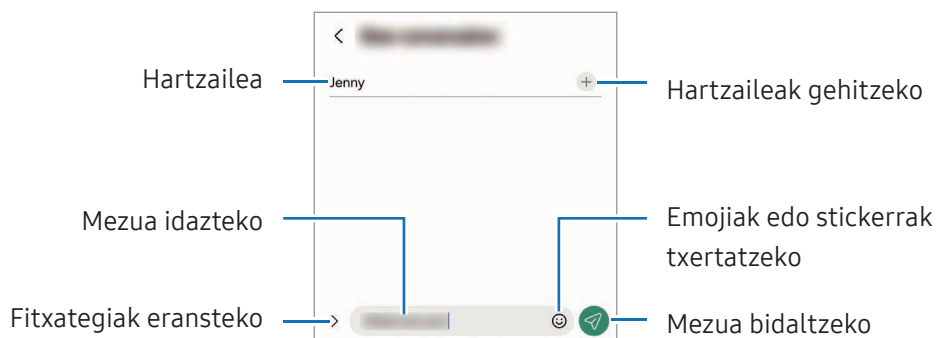 Hartzailea
Jenny
Hartzaileak gehitzeko
Mezua idazteko
Emojiak edo stickerrak
txertatzeko
Fitxategiak eransteko
Mezua bidaltzeko